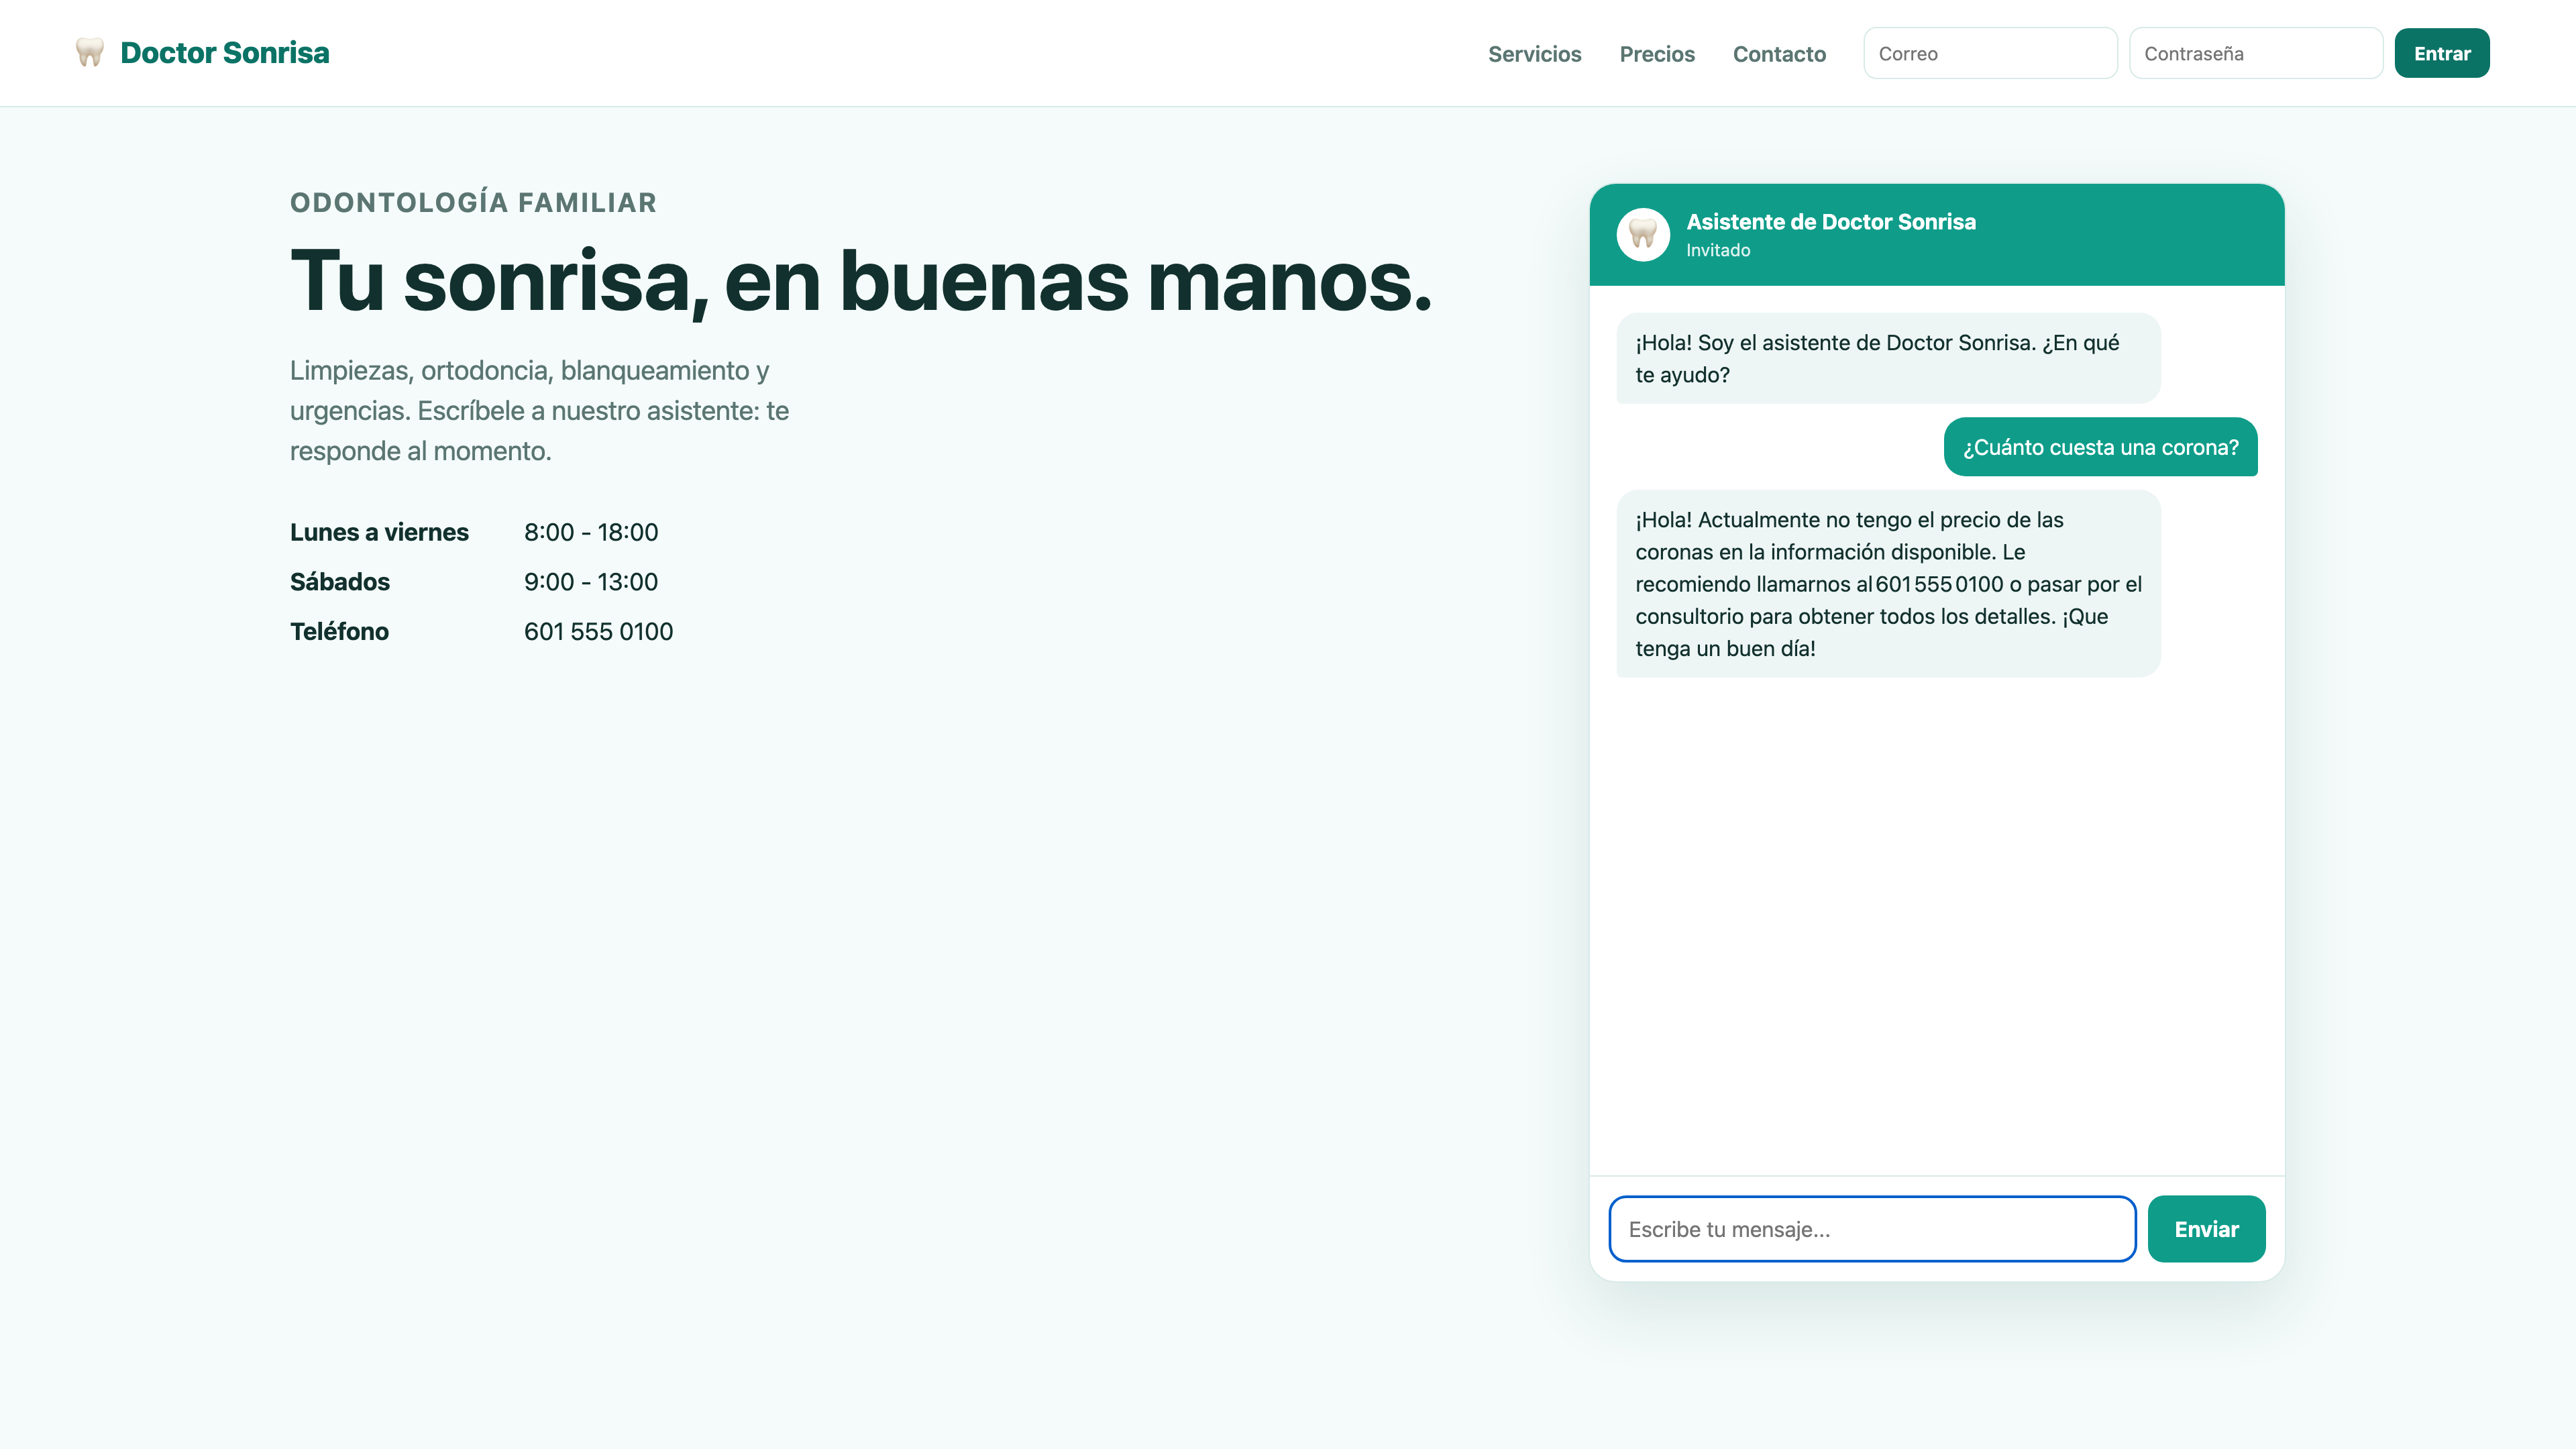 Doctor Sonrisa
Servicios
Precios
Contacto
Correo
Contraseña
Entrar
ODONTOLOGÍA FAMILIAR
Tu sonrisa, en buenas manos.
Limpiezas, ortodoncia, blanqueamiento y
urgencias. Escríbele a nuestro asistente: te
responde al momento.
Lunes a viernes 8:00 - 18:00
Sábados 9:00 - 13:00
Teléfono 601 555 0100
Asistente de Doctor Sonrisa
Invitado
¡Hola! Soy el asistente de Doctor Sonrisa. ¿En qué
te ayudo?
¿Cuánto cuesta una corona?
¡Hola! Actualmente no tengo el precio de las
coronas en la información disponible. Le
recomiendo llamarnos al 601 555 0100 o pasar por el
consultorio para obtener todos los detalles. ¡Que
tenga un buen día!
Escribe tu mensaje...
Enviar